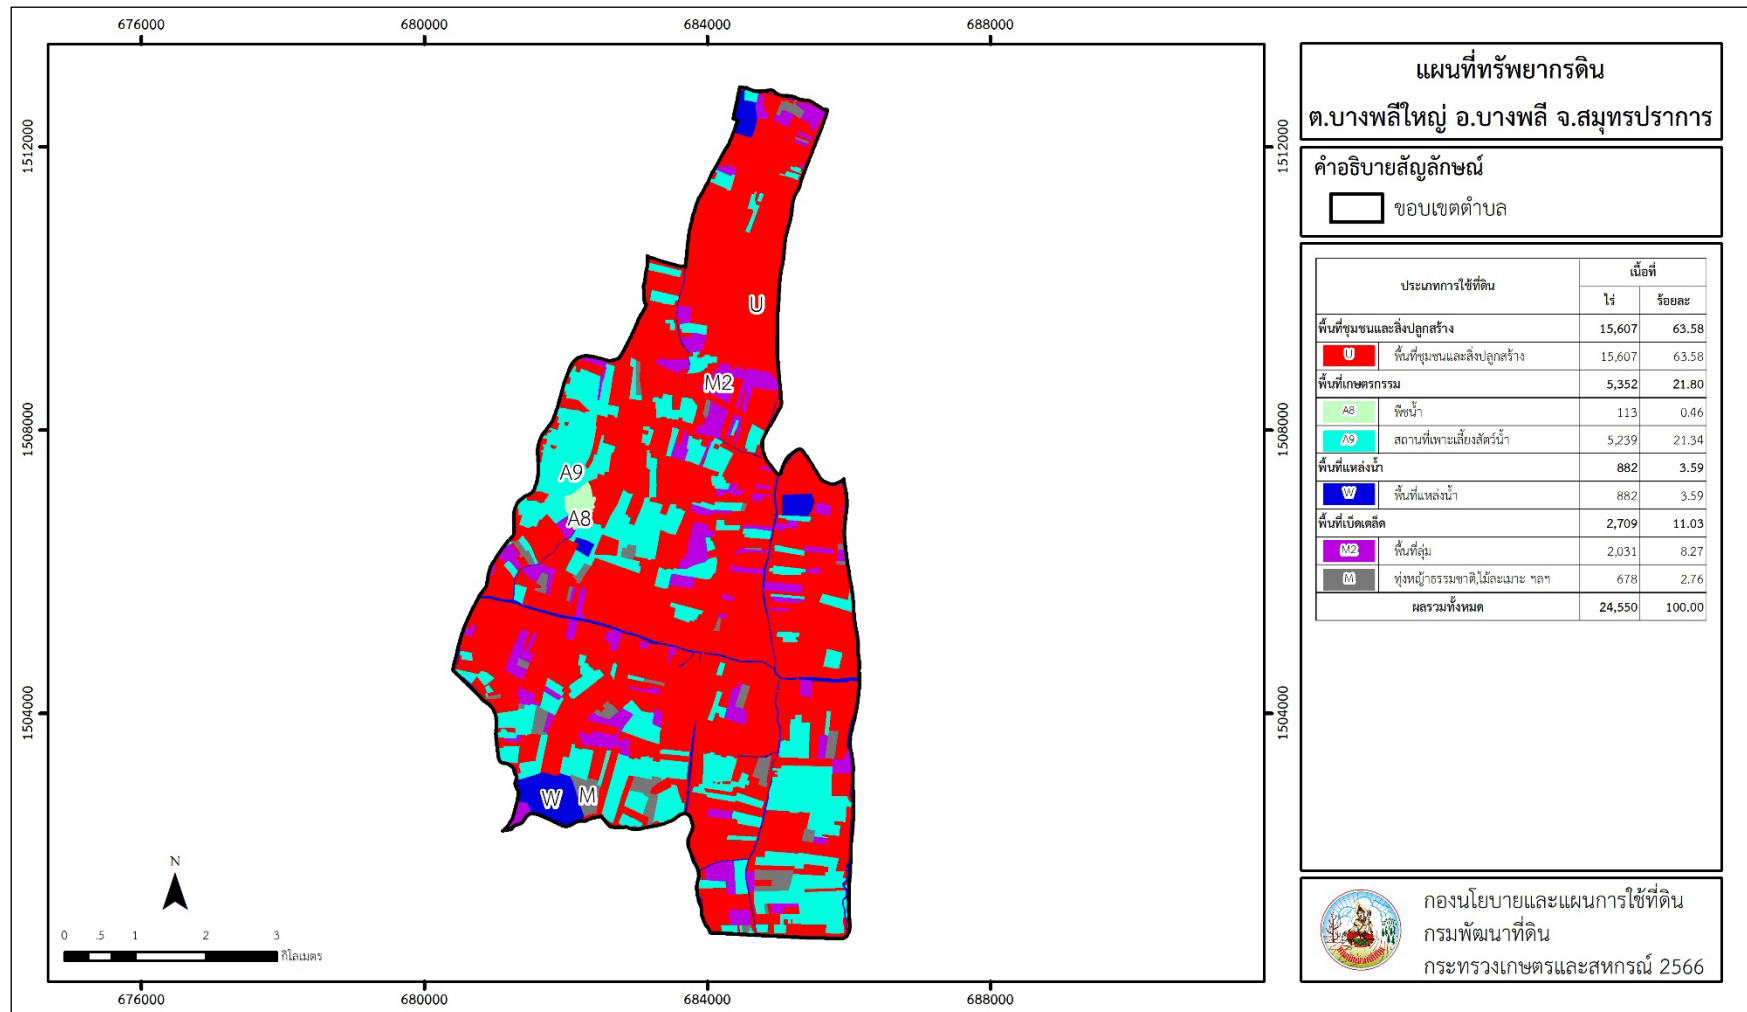 676000 680000 684000 688000
แผนที่ทรัพยากรดิน
ต.บางพลีใหญ่ อ.บางพลี จ.สมุทรปราการ
คำอธิบายสัญลักษณ์
ขอบเขตตำบล
1512000 1512000
1508000 1508000
1504000 1504000
U
M2
A9
A8
W M
ประเภทการใช้ที่ดิน เนื้อที่
ไร่ ร้อยละ
พื้นที่ชุมชนและสิ่งปลูกสร้าง 15,607 63.58
U พื้นที่ชุมชนและสิ่งปลูกสร้าง 15,607 63.58
พื้นที่เกษตรกรรม 5,352 21.80
A8 พืชน้ำ 113 0.46
A9 สถานที่เพาะเลี้ยงสัตว์น้ำ 5,239 21.34
พื้นที่แหล่งน้ำ 882 3.59
W พื้นที่แหล่งน้ำ 882 3.59
พื้นที่เบ็ดเตล็ด 2,709 11.03
M2 พื้นที่ลุ่ม 2,031 8.27
M ทุ่งหญ้าธรรมชาติ,ไม้ละเมาะ ฯลฯ 678 2.76
ผลรวมทั้งหมด 24,550 100.00
N
0 .5 1 2 3
กิโลเมตร
676000 680000 684000 688000
กองนโยบายและแผนการใช้ที่ดิน
กรมพัฒนาที่ดิน
กระทรวงเกษตรและสหกรณ์ 2566